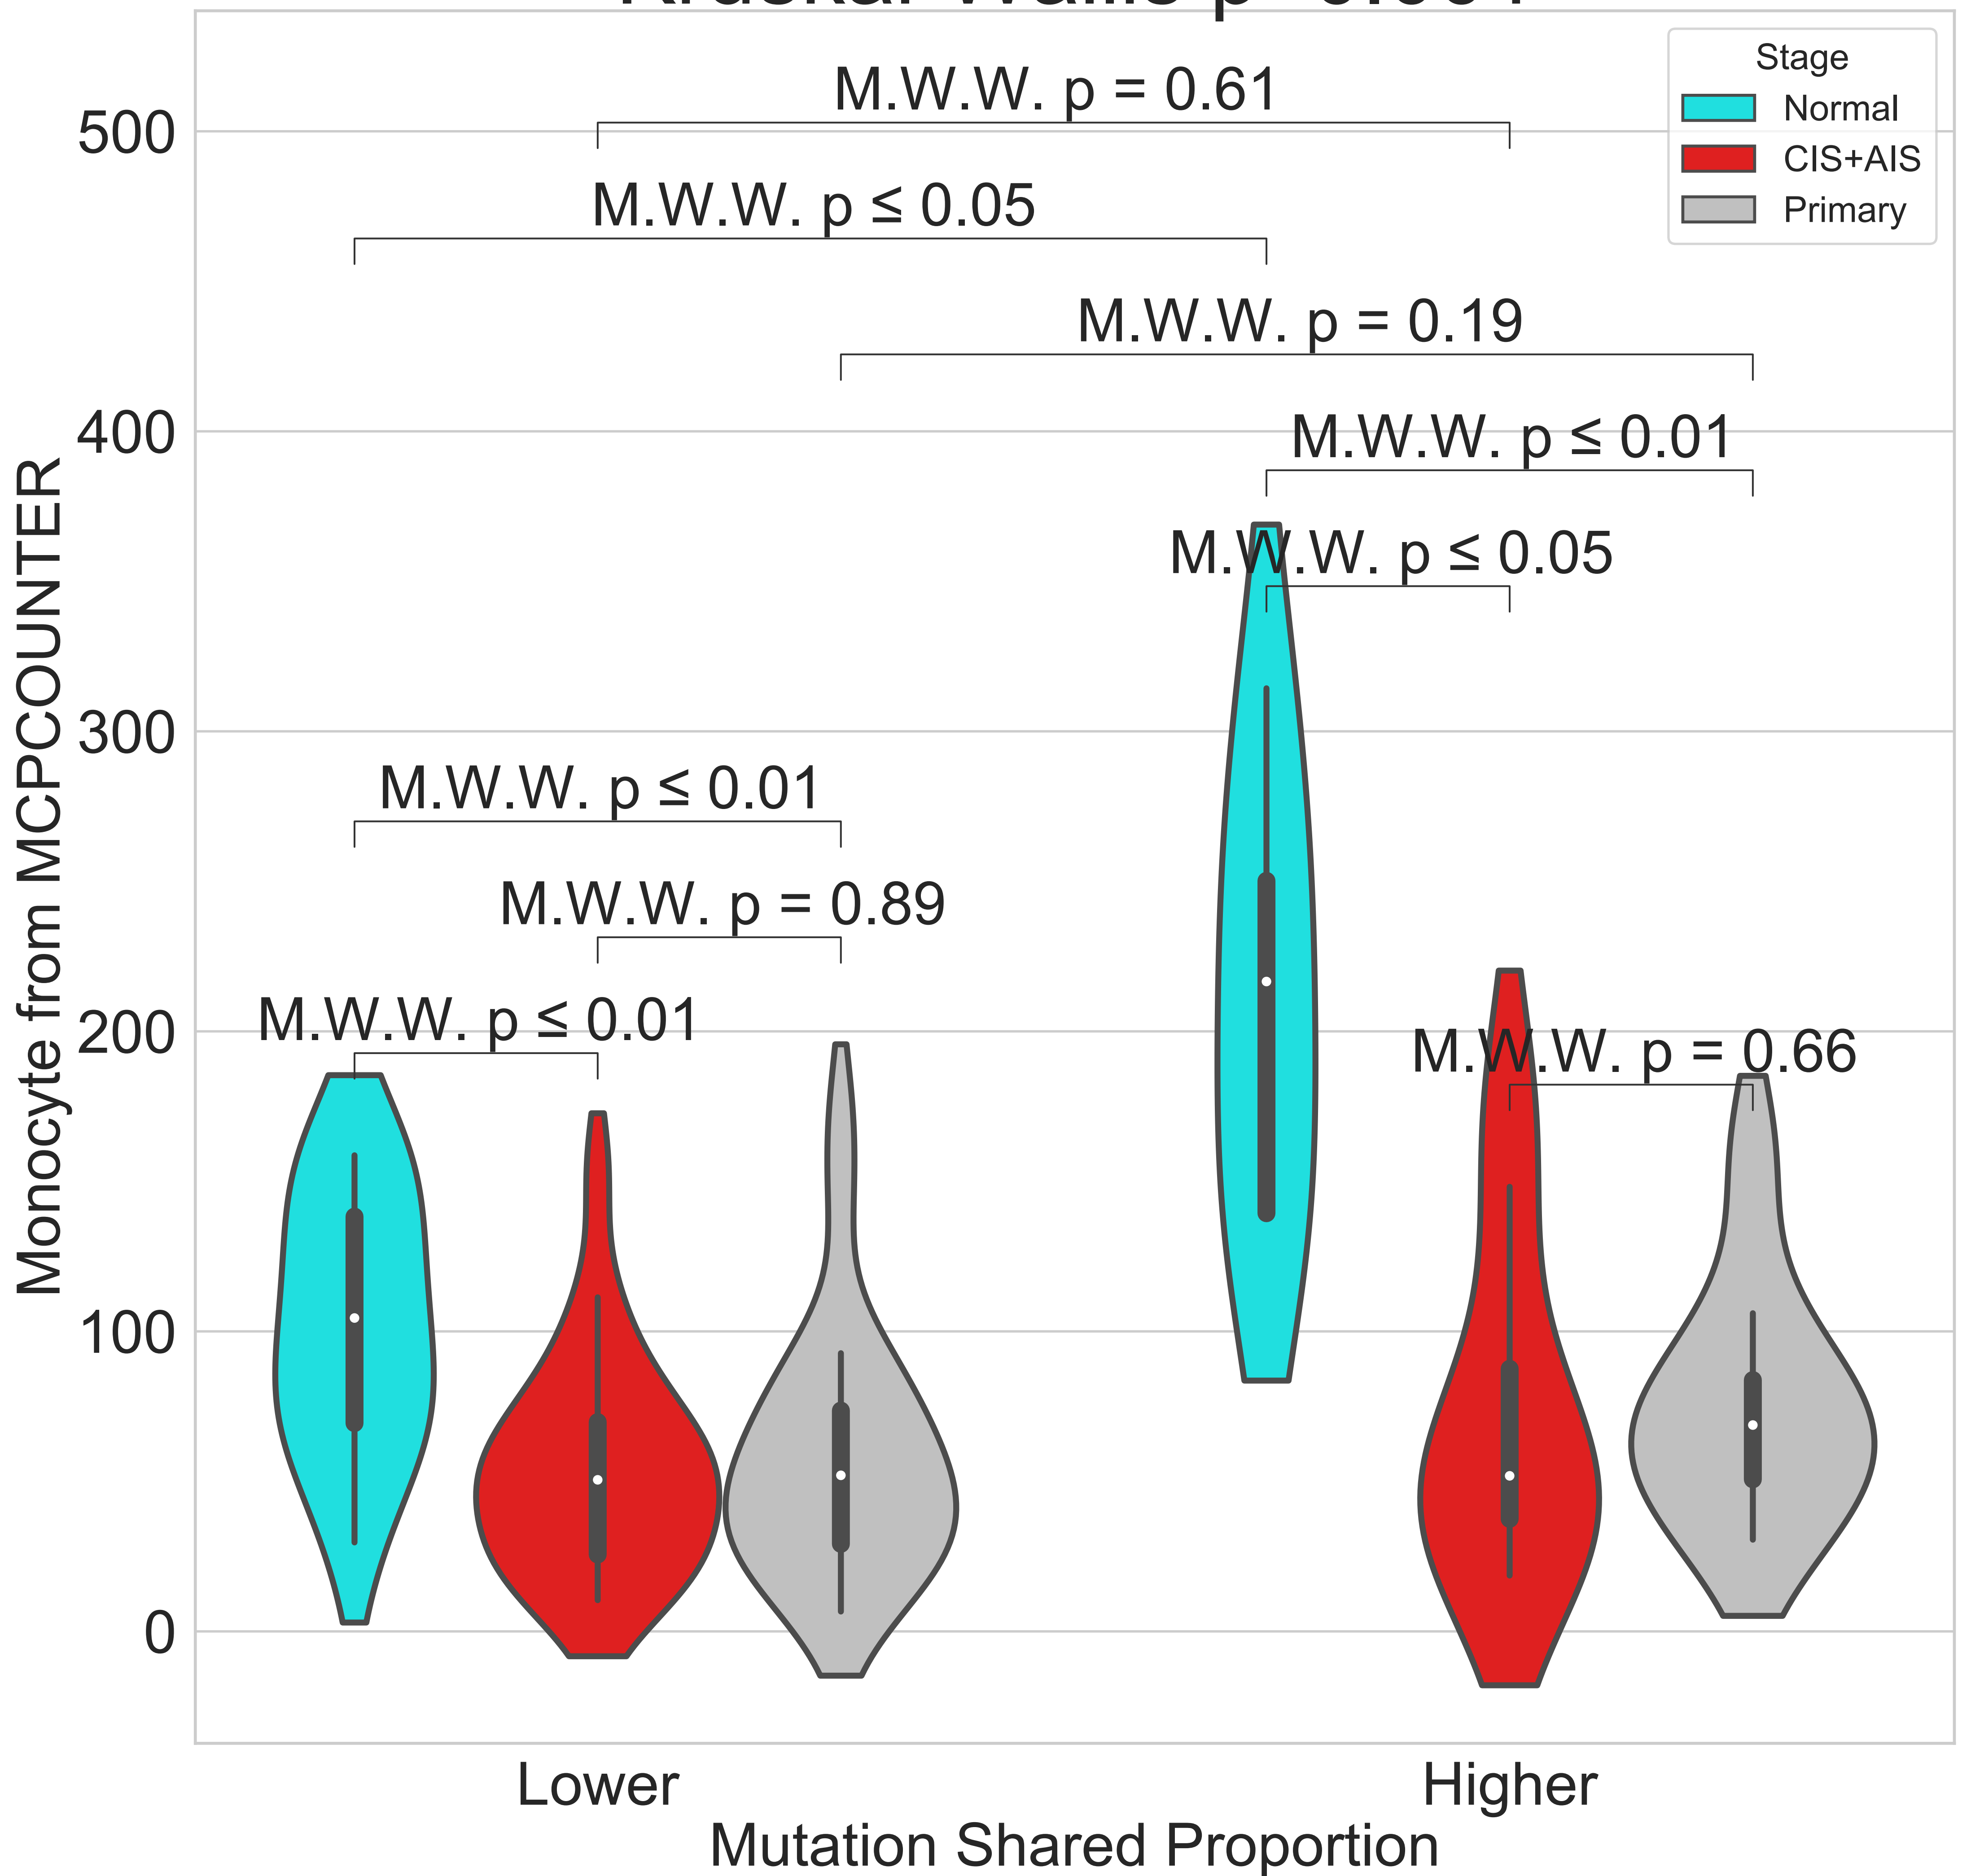 Stage
Normal
CIS+AIS
Primary
M.W.W. p = 0.61
M.W.W. p ≤ 0.05
M.W.W. p = 0.19
M.W.W. p ≤ 0.01
M.W.W. p ≤ 0.05
M.W.W. p ≤ 0.01
M.W.W. p = 0.89
M.W.W. p ≤ 0.01
M.W.W. p = 0.66
Monocyte from MCPCOUNTER
500
400
300
200
100
0
Lower
Higher
Mutation Shared Proportion